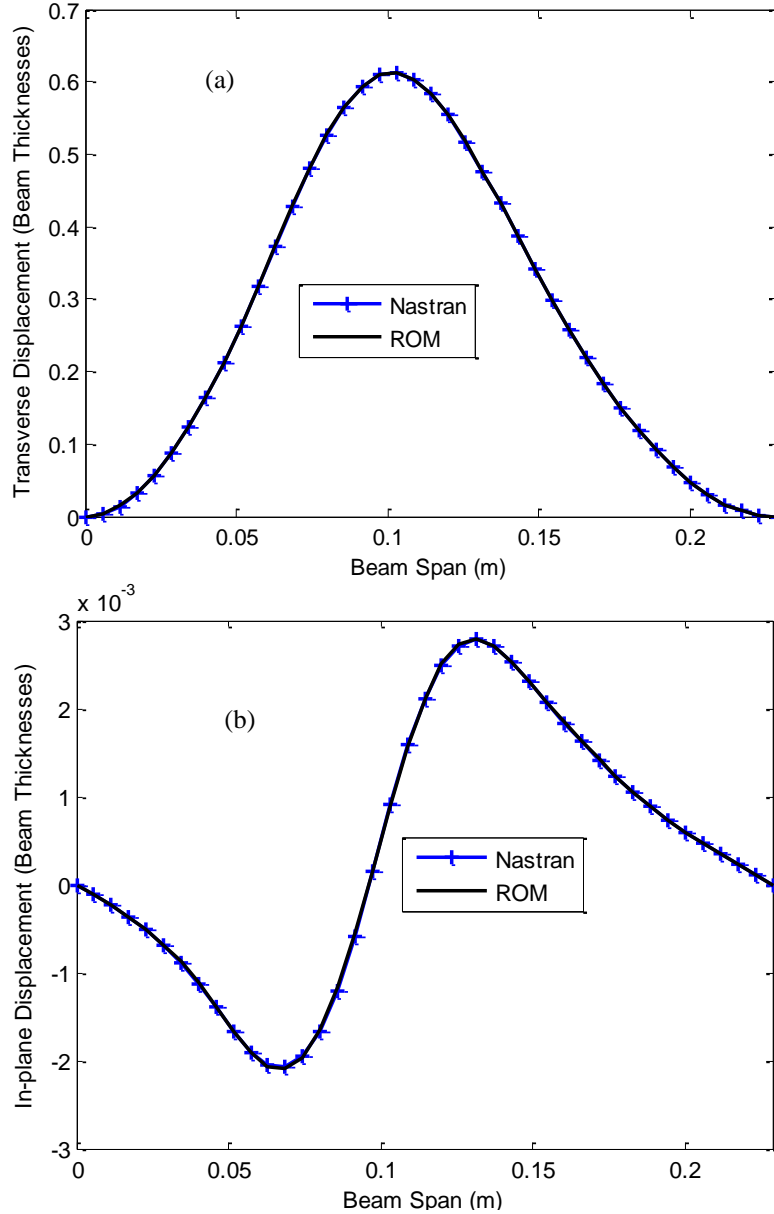 0.7
(a)
0.6
0.5
0.4
0.3
0.2
0.1
0
Transverse Displacement (Beam Thicknesses)
Nastran
ROM
0 0.05 0.1 0.15 0.2
Beam Span (m)
x 10-3
3
(b)
2
1
0
-1
-2
-3
In-plane Displacement (Beam Thicknesses)
Nastran
ROM
0 0.05 0.1 0.15 0.2
Beam Span (m)